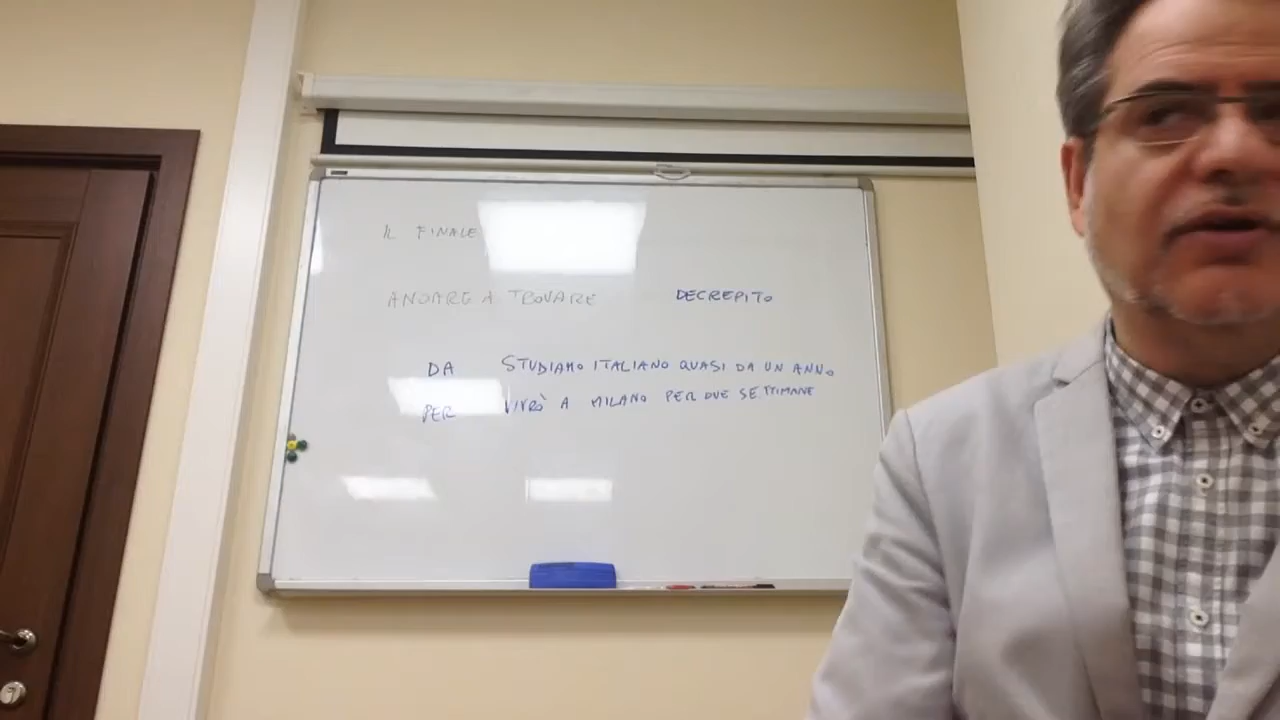 IL FINALE
ANDARE A TROVARE DECREPITO
DA STUDIAMO ITALIANO QUASI DA UN ANNO
PER VIVRÒ A MILANO PER DUE SETTIMANE